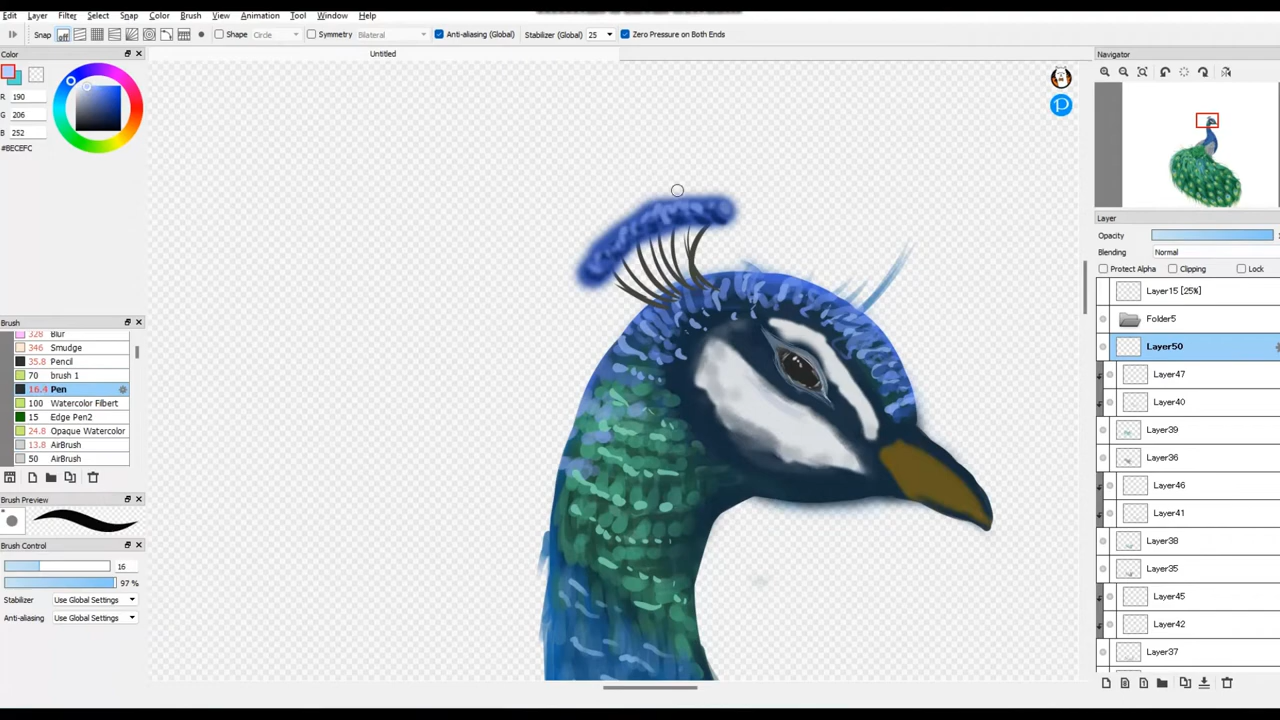 It Layer Filter Select Snap Color Brush View Animation Tool Window Help
Snap off Shape Circle Symmetry Bilateral Anti-aliasing (Global) Stabilizer (Global) 25 Zero Pressure on Both Ends
Untitled
Color
R 190
G 206
B 252
#BECEFC
Brush
328 Blur
346 Smudge
35.8 Pencil
70 brush 1
16.4 Pen
100 Watercolor Filbert
15 Edge Pen2
24.8 Opaque Watercolor
13.8 AirBrush
50 AirBrush
Brush Preview
Brush Control
16
97 %
Stabilizer Use Global Settings
Anti-aliasing Use Global Settings
P
Navigator
Layer
Opacity
Blending Normal
Protect Alpha Clipping Lock
Layer15 [25%]
Folder5
Layer50
Layer47
Layer40
Layer39
Layer36
Layer46
Layer41
Layer38
Layer35
Layer45
Layer42
Layer37